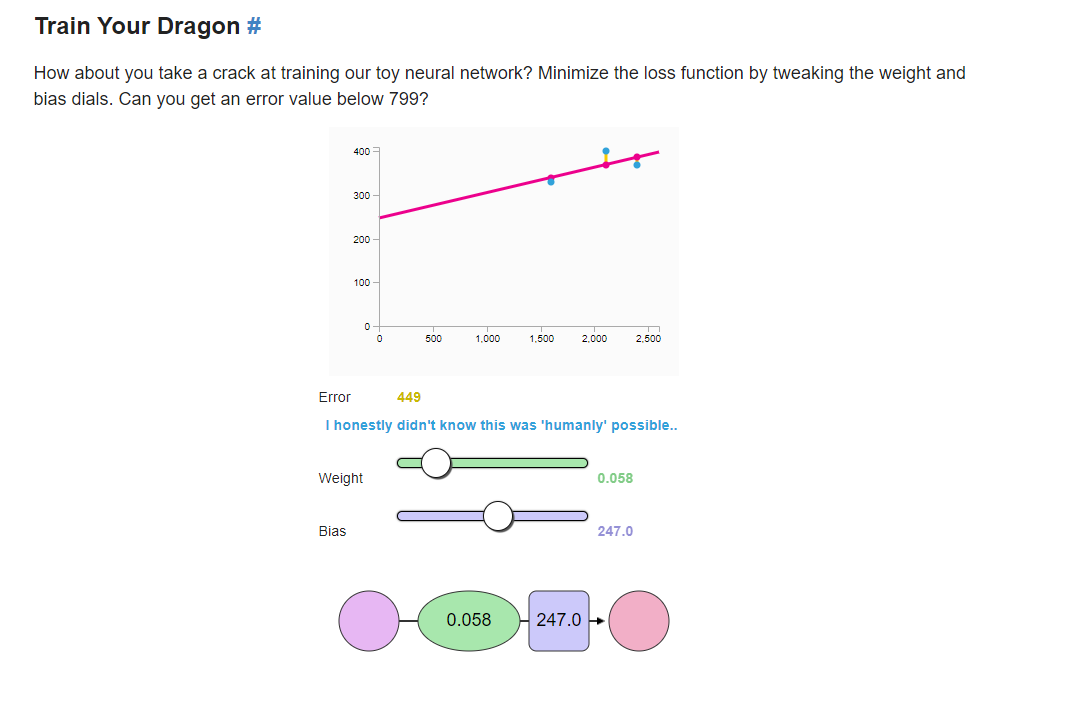 Train Your Dragon #
How about you take a crack at training our toy neural network? Minimize the loss function by tweaking the weight and
bias dials. Can you get an error value below 799?
400
300
200
100
0
0 500 1,000 1,500 2,000 2,500
Error 449
I honestly didn't know this was 'humanly' possible..
Weight 0.058
Bias 247.0
0.058 247.0